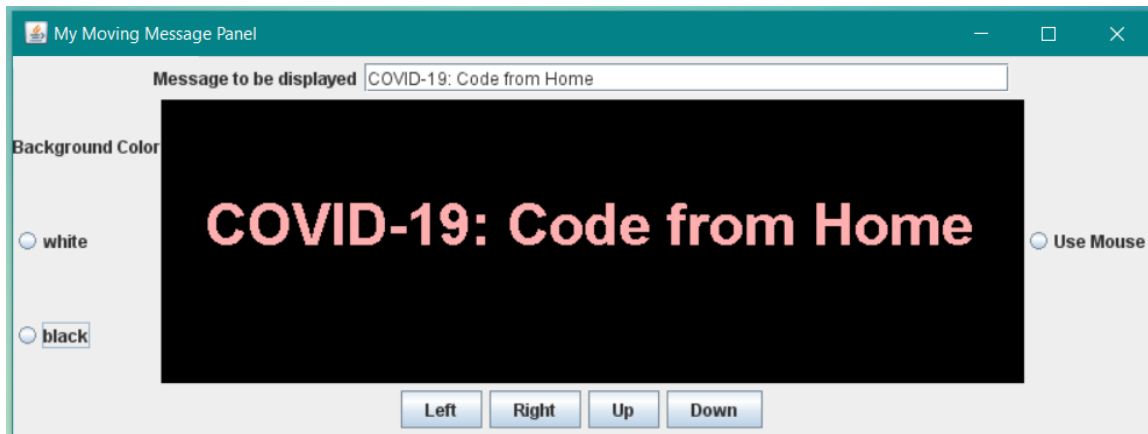 My Moving Message Panel
Message to be displayed COVID-19: Code from Home
Background Color
COVID-19: Code from Home
white
Use Mouse
black
Left Right Up Down